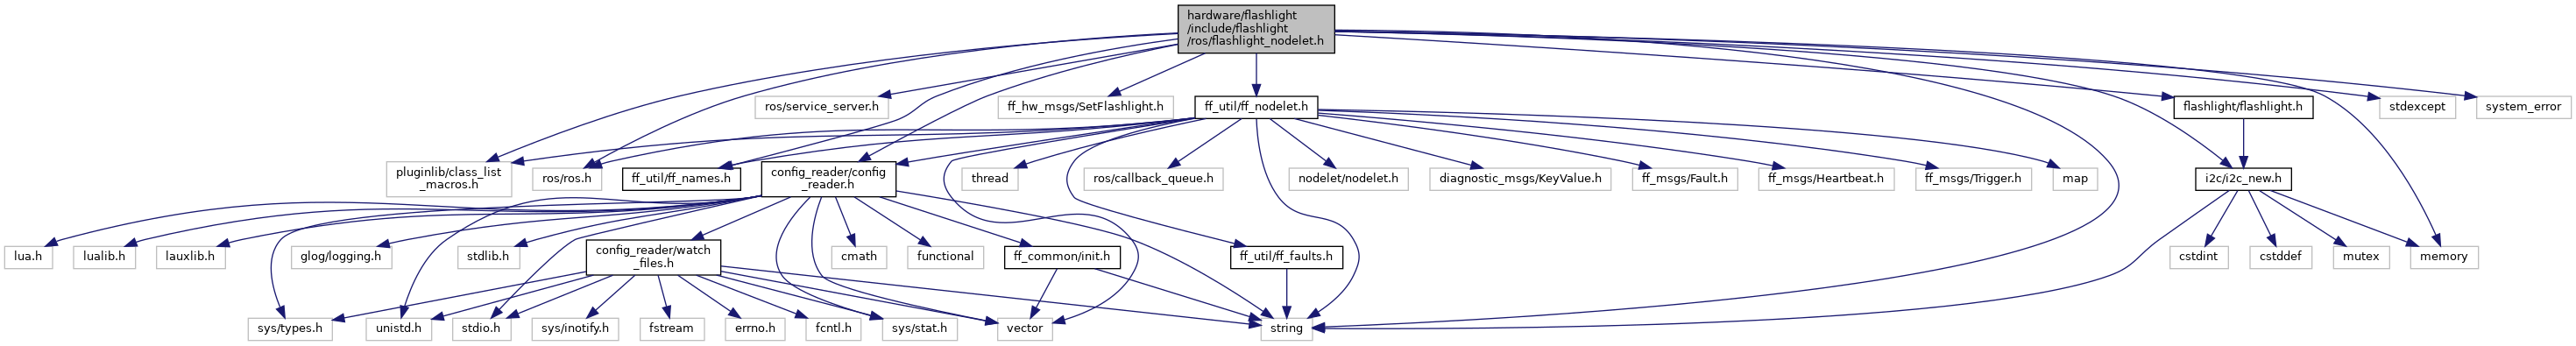 hardware/flashlight
/include/flashlight
/ros/flashlight_nodelet.h
ros/service_server.h
ff_hw_msgs/SetFlashlight.h
ff_util/ff_nodelet.h
flashlight/flashlight.h
stdexcept
system_error
pluginlib/class_list
_macros.h
ros/ros.h
ff_util/ff_names.h
config_reader/config
_reader.h
thread
ros/callback_queue.h
nodelet/nodelet.h
diagnostic_msgs/KeyValue.h
ff_msgs/Fault.h
ff_msgs/Heartbeat.h
ff_msgs/Trigger.h
map
i2c/i2c_new.h
lua.h
lualib.h
lauxlib.h
glog/logging.h
stdlib.h
config_reader/watch
_files.h
cmath
functional
ff_common/init.h
ff_util/ff_faults.h
cstdint
cstddef
mutex
memory
sys/types.h
unistd.h
stdio.h
sys/inotify.h
fstream
errno.h
fcntl.h
sys/stat.h
vector
string